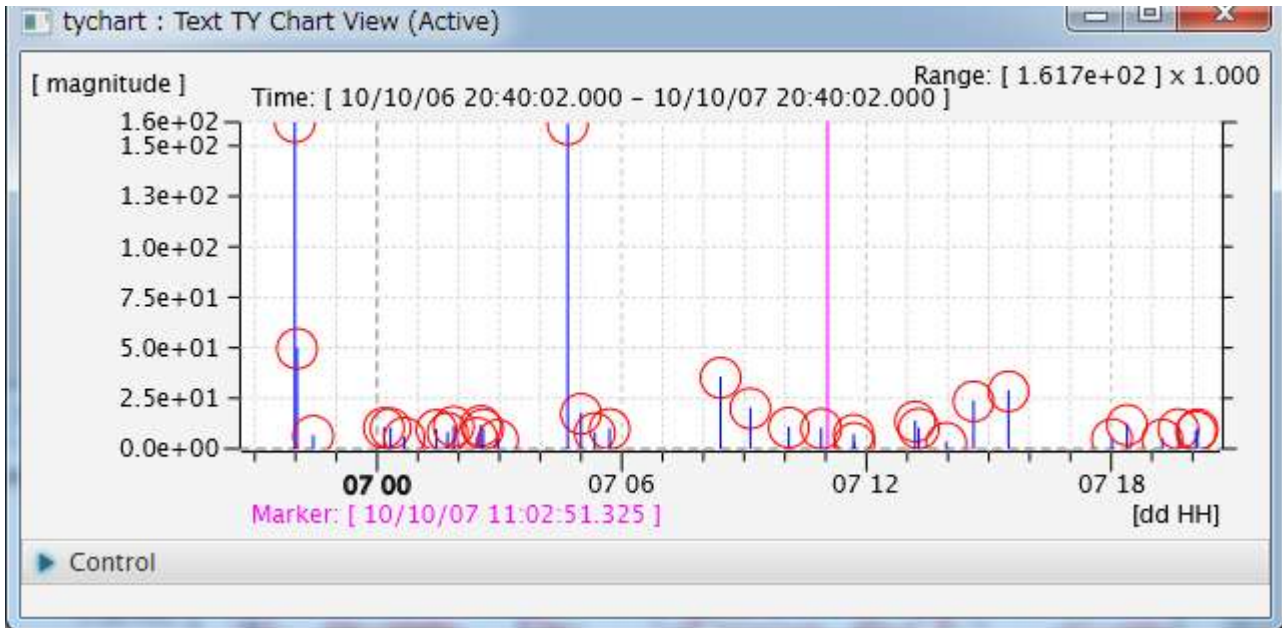 tychart : Text TY Chart View (Active)
[ magnitude ]
Range: [ 1.617e+02 ] x 1.000
Time: [ 10/10/06 20:40:02.000 – 10/10/07 20:40:02.000 ]
1.6e+02
1.5e+02
1.3e+02
1.0e+02
7.5e+01
5.0e+01
2.5e+01
0.0e+00
07 00 07 06 07 12 07 18
Marker: [ 10/10/07 11:02:51.325 ] [dd HH]
Control